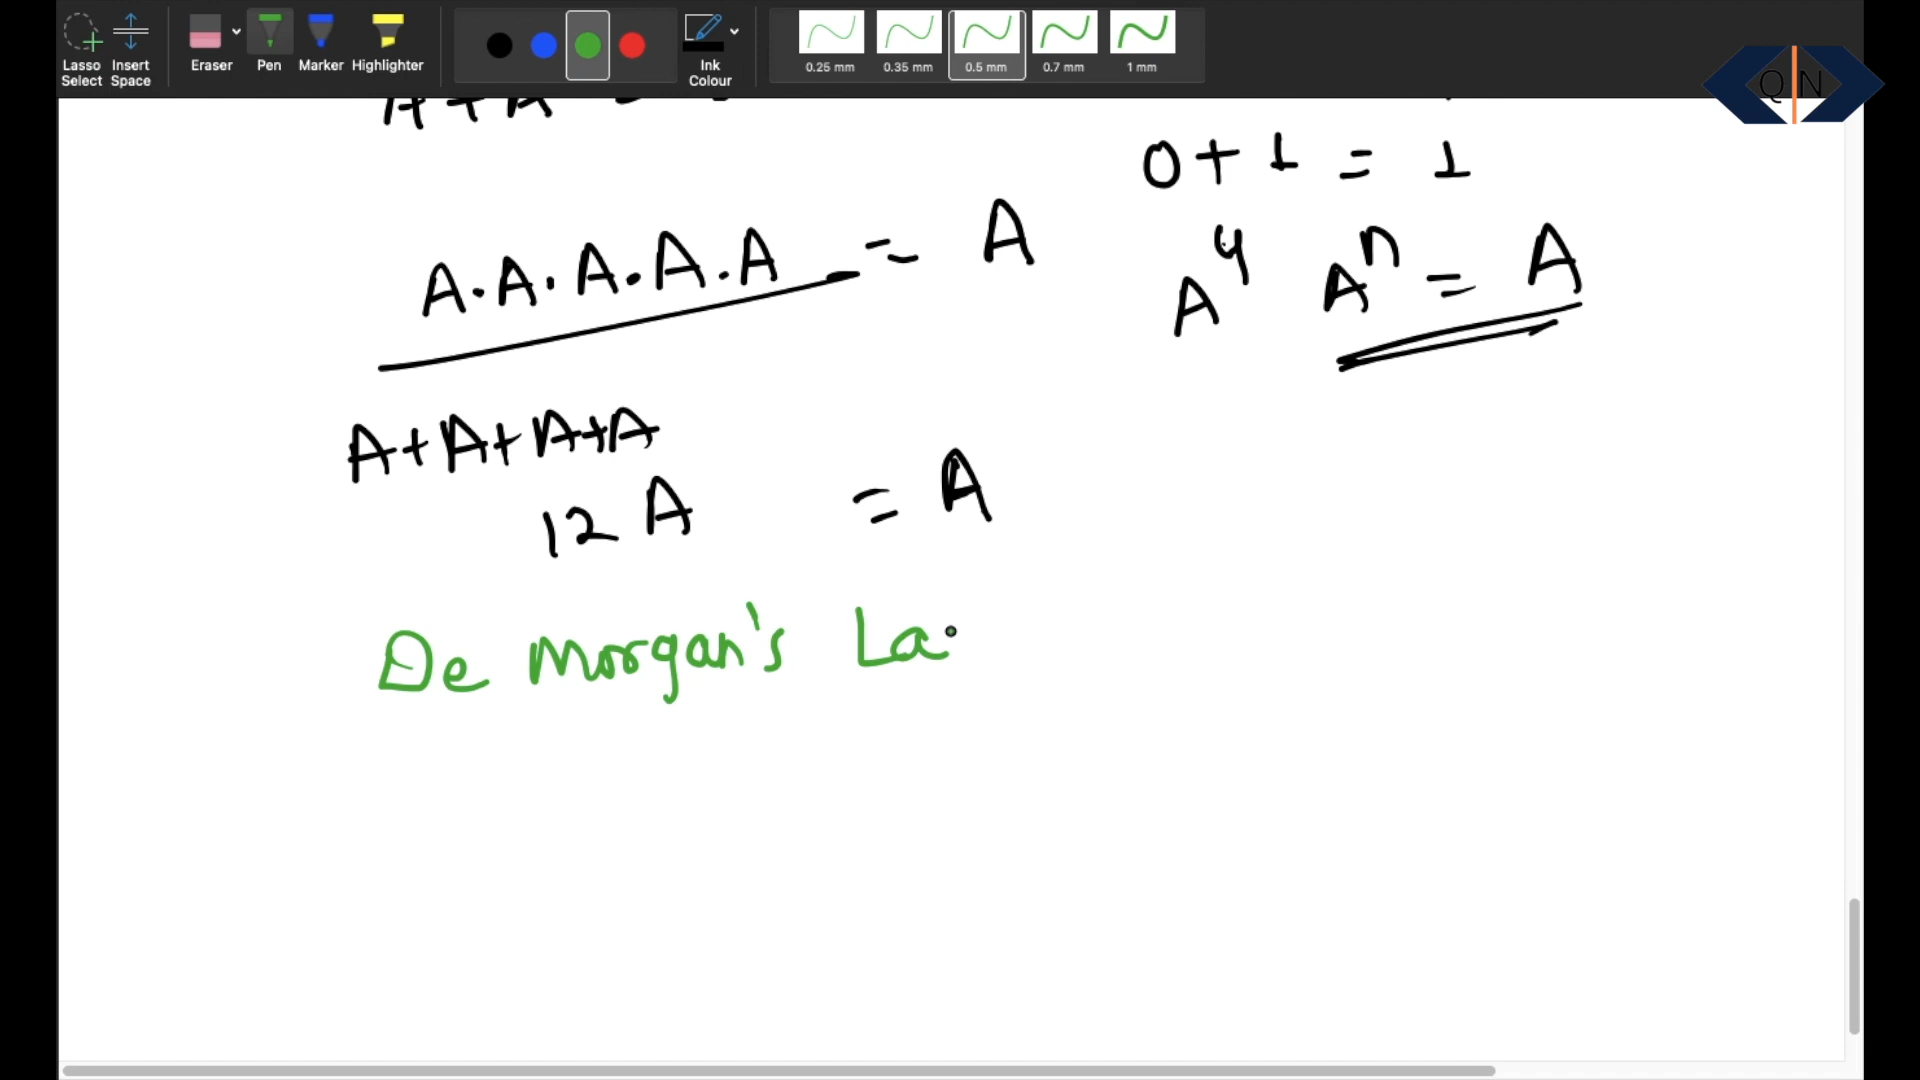 Lasso Select
Insert Space
Eraser
Pen
Marker
Highlighter
Ink Colour
0.25 mm
0.35 mm
0.5 mm
0.7 mm
1 mm
Q N
0 + 1 = 1
A.A.A.A.A = A
A⁴ Aⁿ = A
A+A+A+A
12 A = A
De Morgan's La